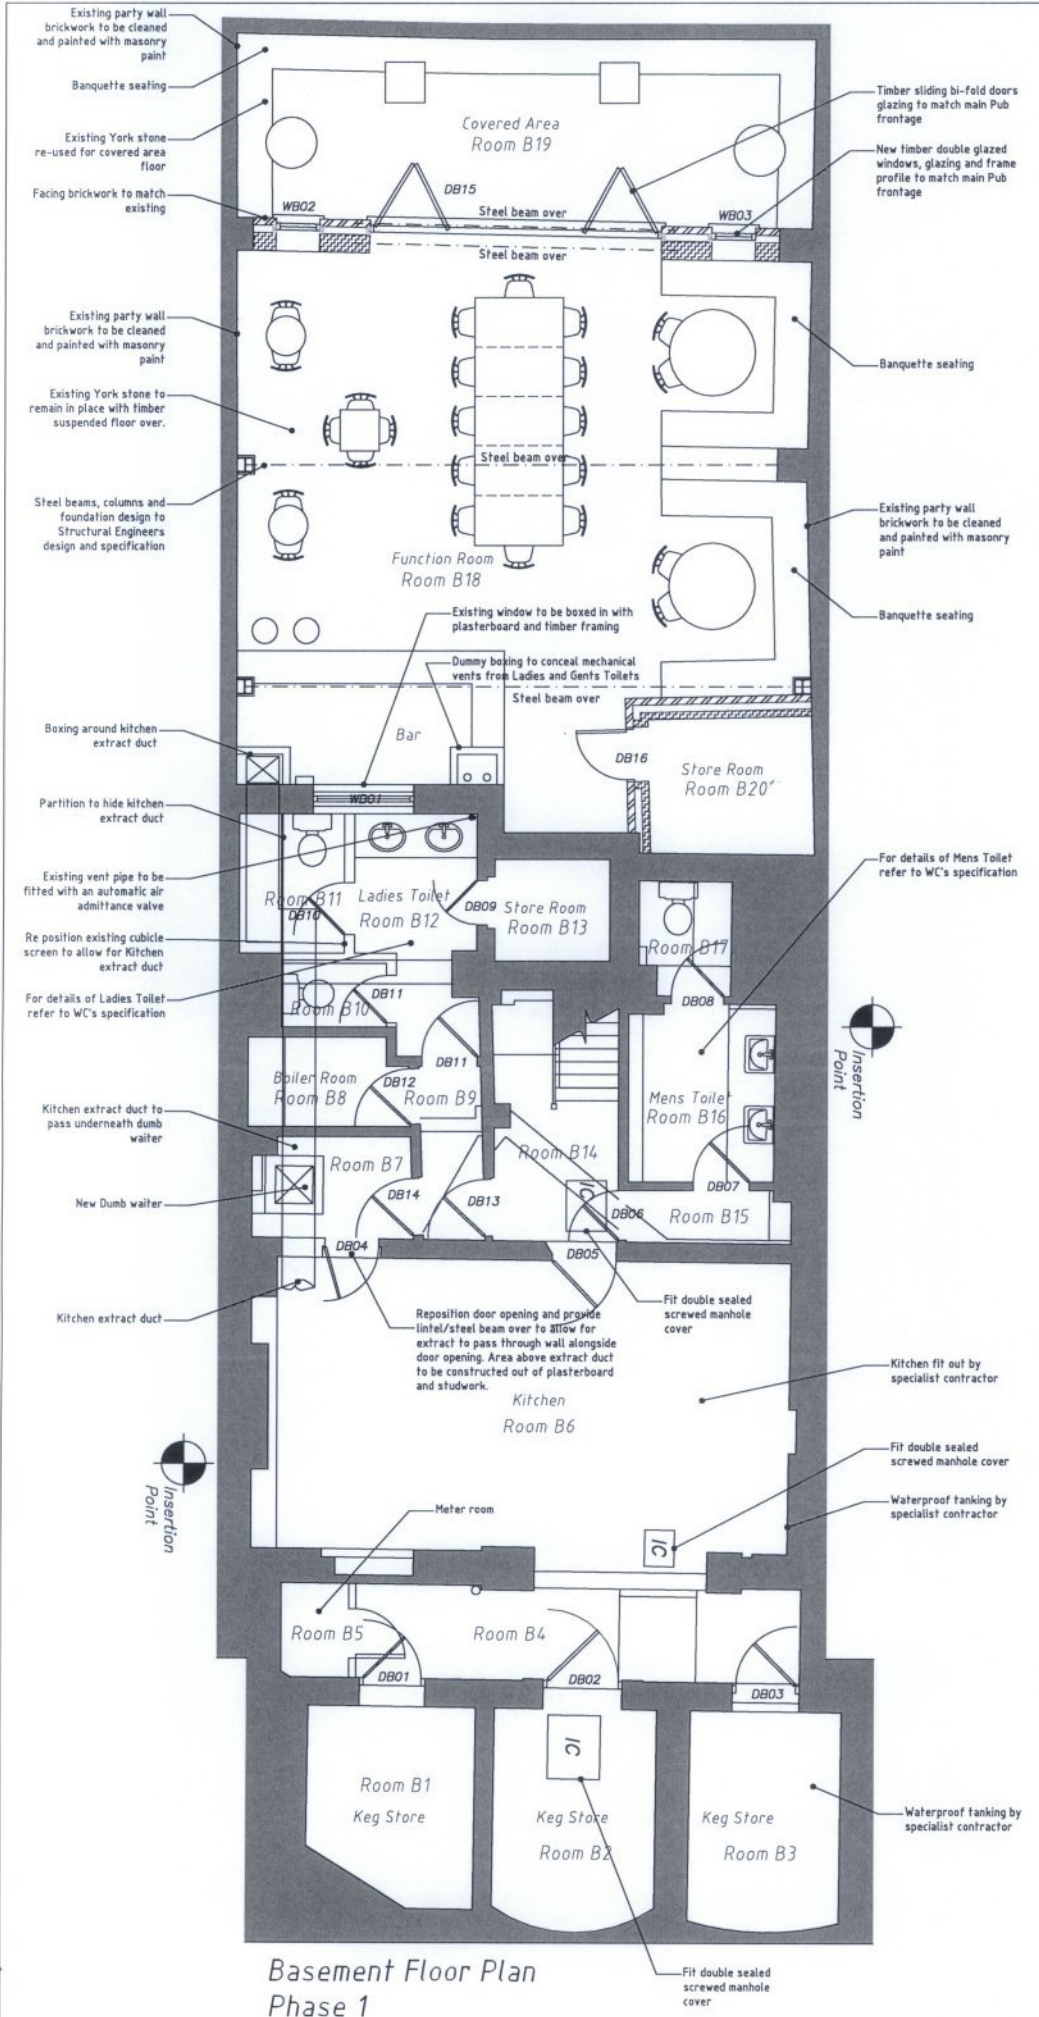 Existing party wall
brickwork to be cleaned
and painted with masonry
paint
Banquette seating
Existing York stone
re-used for covered area
floor
Facing brickwork to match
existing
Existing party wall
brickwork to be cleaned
and painted with masonry
paint
Existing York stone to
remain in place with timber
suspended floor over.
Steel beams, columns and
foundation design to
Structural Engineers
design and specification
Boxing around kitchen
extract duct
Partition to hide kitchen
extract duct
Existing vent pipe to be
fitted with an automatic air
admittance valve
Re position existing cubicle
screen to allow for Kitchen
extract duct
For details of Ladies Toilet
refer to WC's specification
Kitchen extract duct to
pass underneath dumb
waiter
New Dumb waiter
Kitchen extract duct
Insertion
Point
Covered Area
Room B19
DB15
WB02
Steel beam over
WB03
Steel beam over
Steel beam over
Function Room
Room B18
Existing window to be boxed in with
plasterboard and timber framing
Dummy boxing to conceal mechanical
vents from Ladies and Gents Toilets
Steel beam over
Bar
DB16
Store Room
Room B20
WB01
Room B11
DB10
Ladies Toilet
Room B12
DB09
Store Room
Room B13
Room B17
DB08
Room B10
DB11
DB11
Boiler Room
Room B8
DB12
Room B9
Mens Toilet
Room B16
Room B7
DB14
DB13
Room B14
IC
DB06
DB07
Room B15
DB04
DB05
Reposition door opening and provide
lintel/steel beam over to allow for
extract to pass through wall alongside
door opening. Area above extract duct
to be constructed out of plasterboard
and studwork.
Fit double sealed
screwed manhole
cover
Kitchen
Room B6
Meter room
IC
Room B5
Room B4
DB01
DB02
DB03
IC
Room B1
Keg Store
Keg Store
Room B2
Keg Store
Room B3
Timber sliding bi-fold doors
glazing to match main Pub
frontage
New timber double glazed
windows, glazing and frame
profile to match main Pub
frontage
Banquette seating
Existing party wall
brickwork to be cleaned
and painted with masonry
paint
Banquette seating
For details of Mens Toilet
refer to WC's specification
Insertion
Point
Kitchen fit out by
specialist contractor
Fit double sealed
screwed manhole cover
Waterproof tanking by
specialist contractor
Waterproof tanking by
specialist contractor
Fit double sealed
screwed manhole
cover
Basement Floor Plan
Phase 1